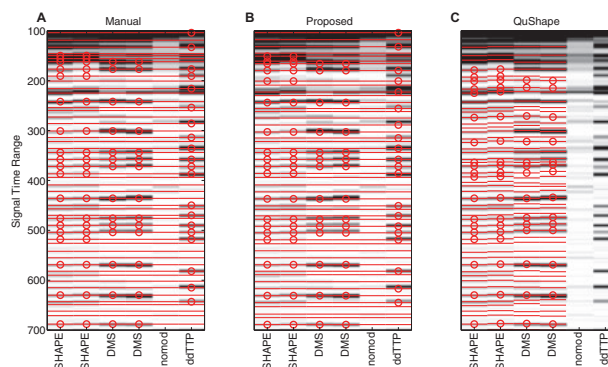 A Manual
B Proposed
C QuShape
Signal Time Range
100
200
300
400
500
600
700
SHAPE
SHAPE
DMS
DMS
nomod
ddTTP
SHAPE
SHAPE
DMS
DMS
nomod
ddTTP
SHAPE
SHAPE
DMS
DMS
nomod
ddTTP